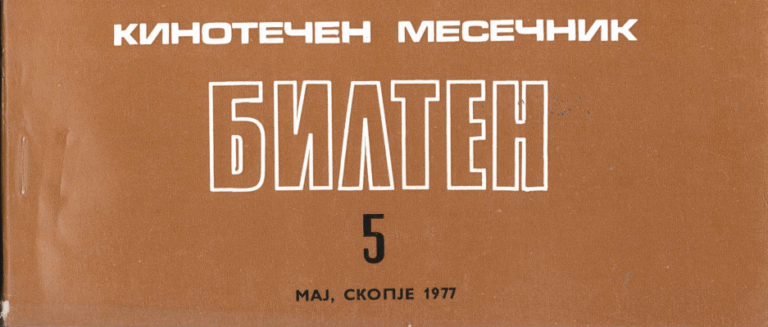 КИНОТЕЧЕН МЕСЕЧНИК
БИЛТЕН
5
МАЈ, СКОПЈЕ 1977